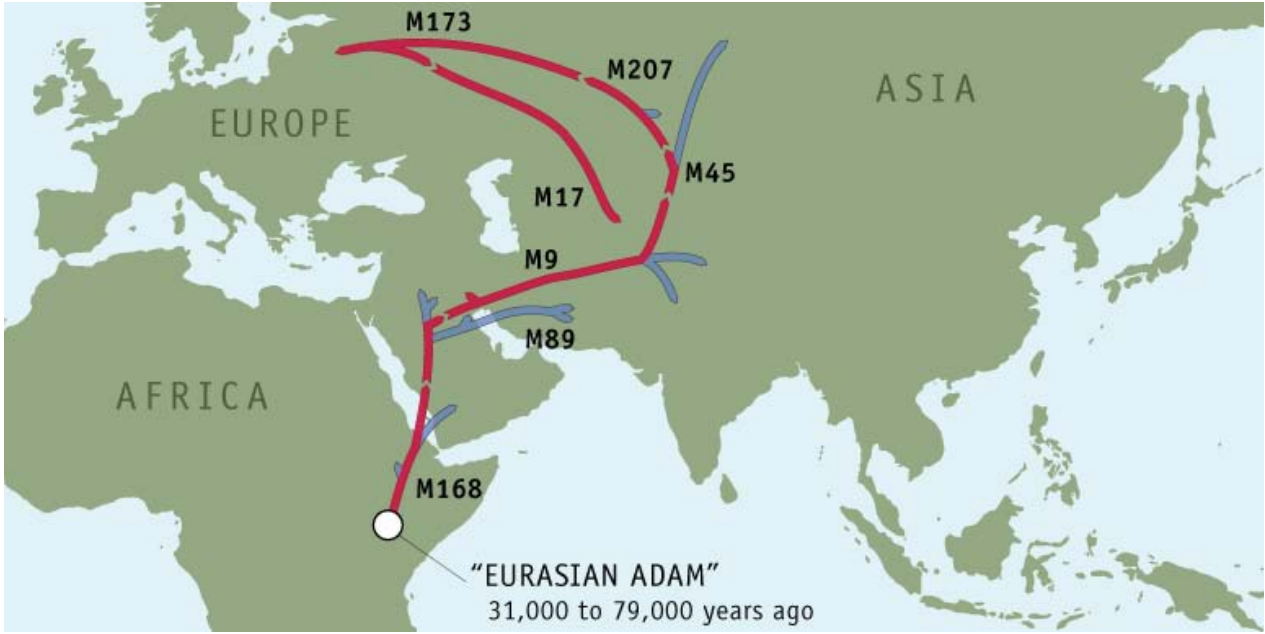 M173
M207
ASIA
EUROPE
M45
M17
M9
M89
AFRICA
M168
“EURASIAN ADAM”
31,000 to 79,000 years ago